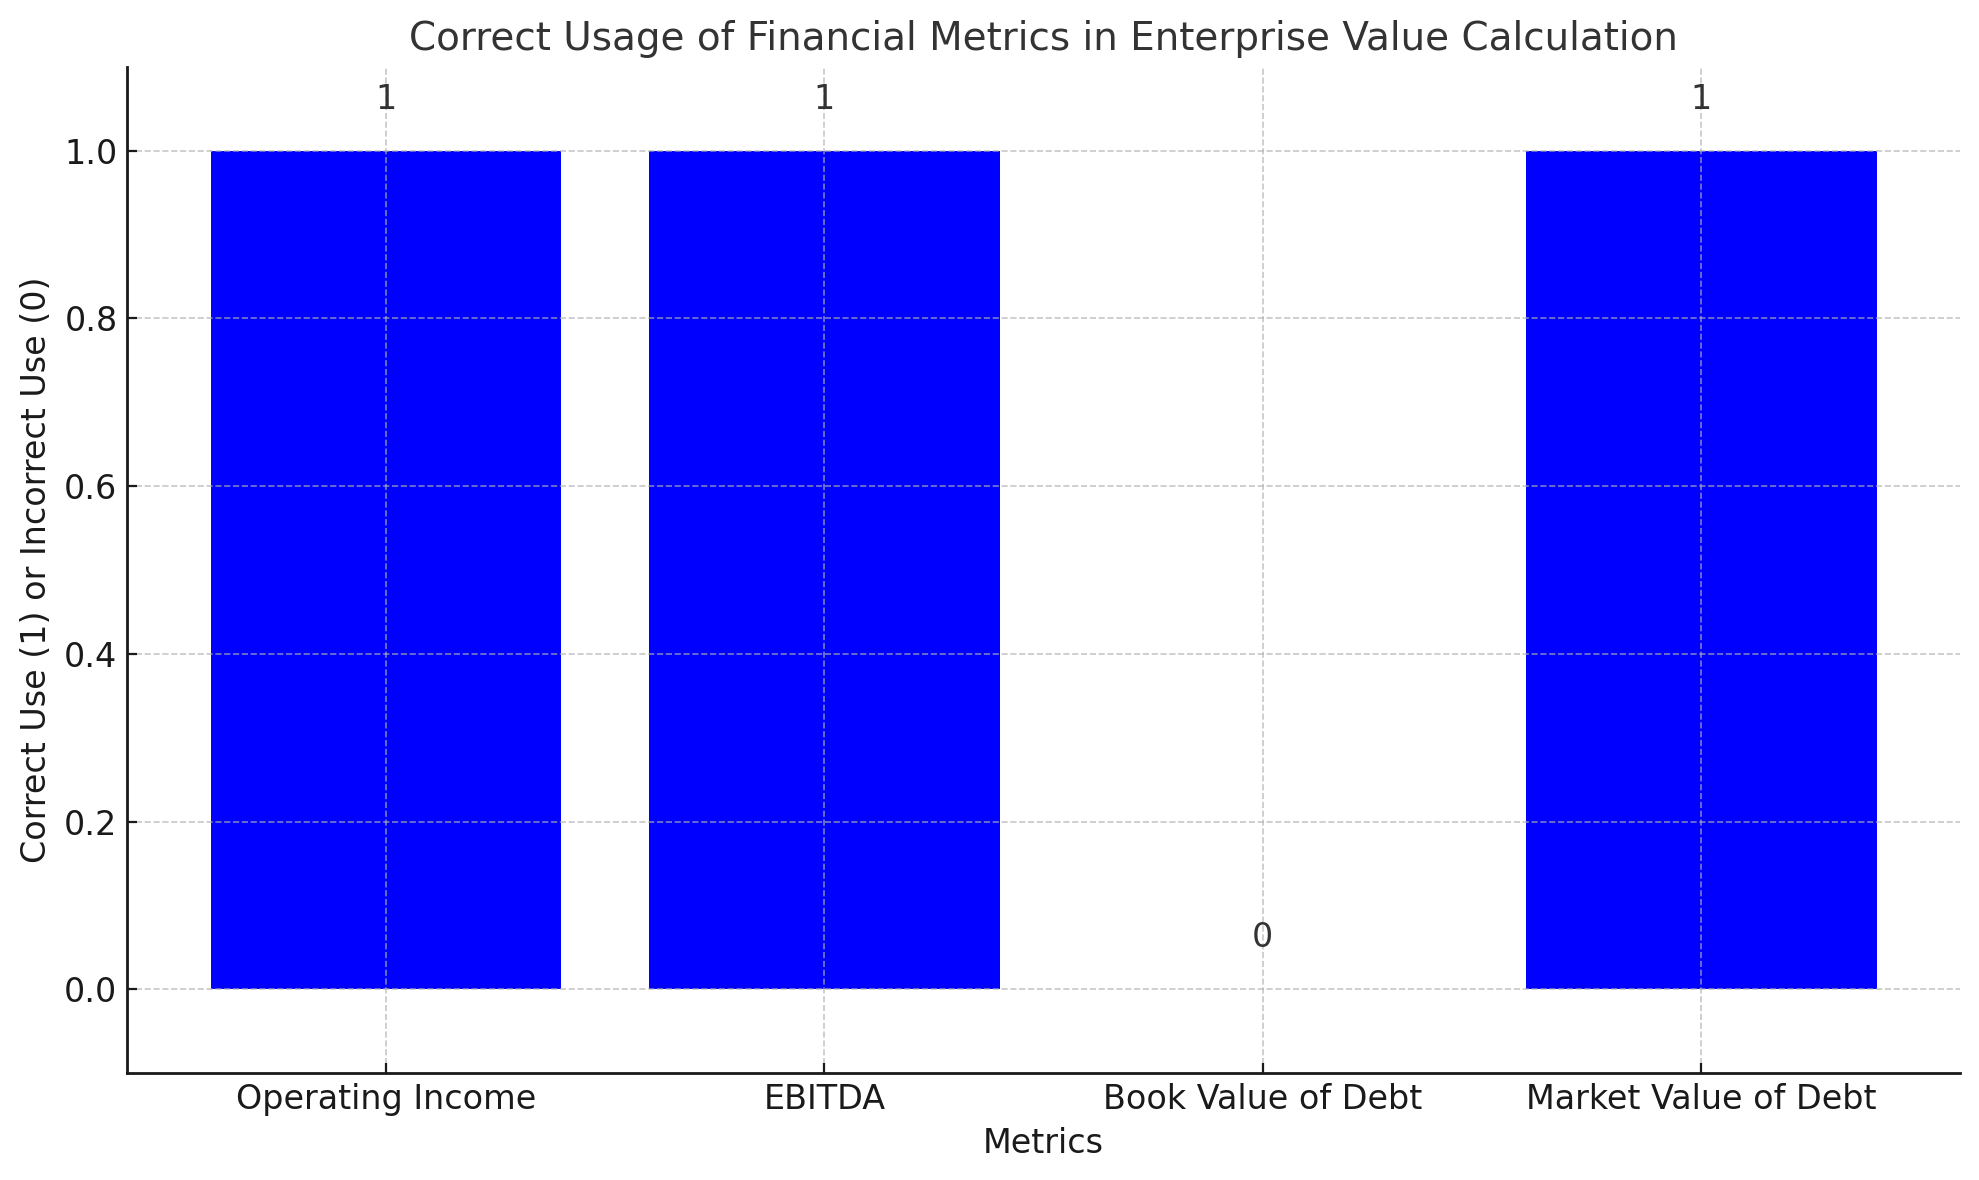 Correct Usage of Financial Metrics in Enterprise Value Calculation
1 1 1
1.0
0.8
0.6
0.4
0.2
0
0.0
Correct Use (1) or Incorrect Use (0)
Operating Income EBITDA Book Value of Debt Market Value of Debt
Metrics